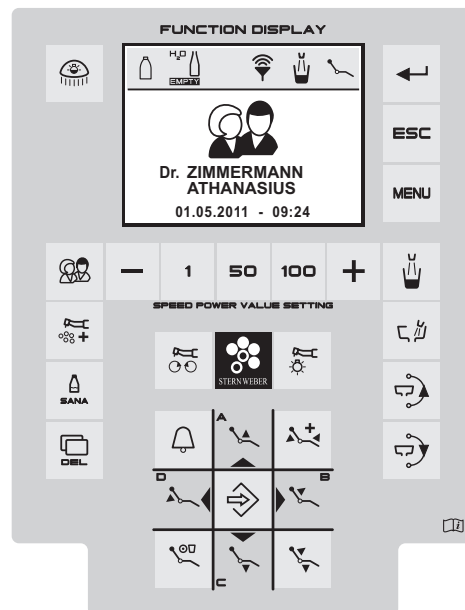 FUNCTION DISPLAY
H₂O
EMPTY
Dr. ZIMMERMANN
ATHANASIUS
01.05.2011 - 09:24
ESC
MENU
− 1 50 100 +
SPEED POWER VALUE SETTING
SANA
STERN WEBER
DEL
A
D
B
C